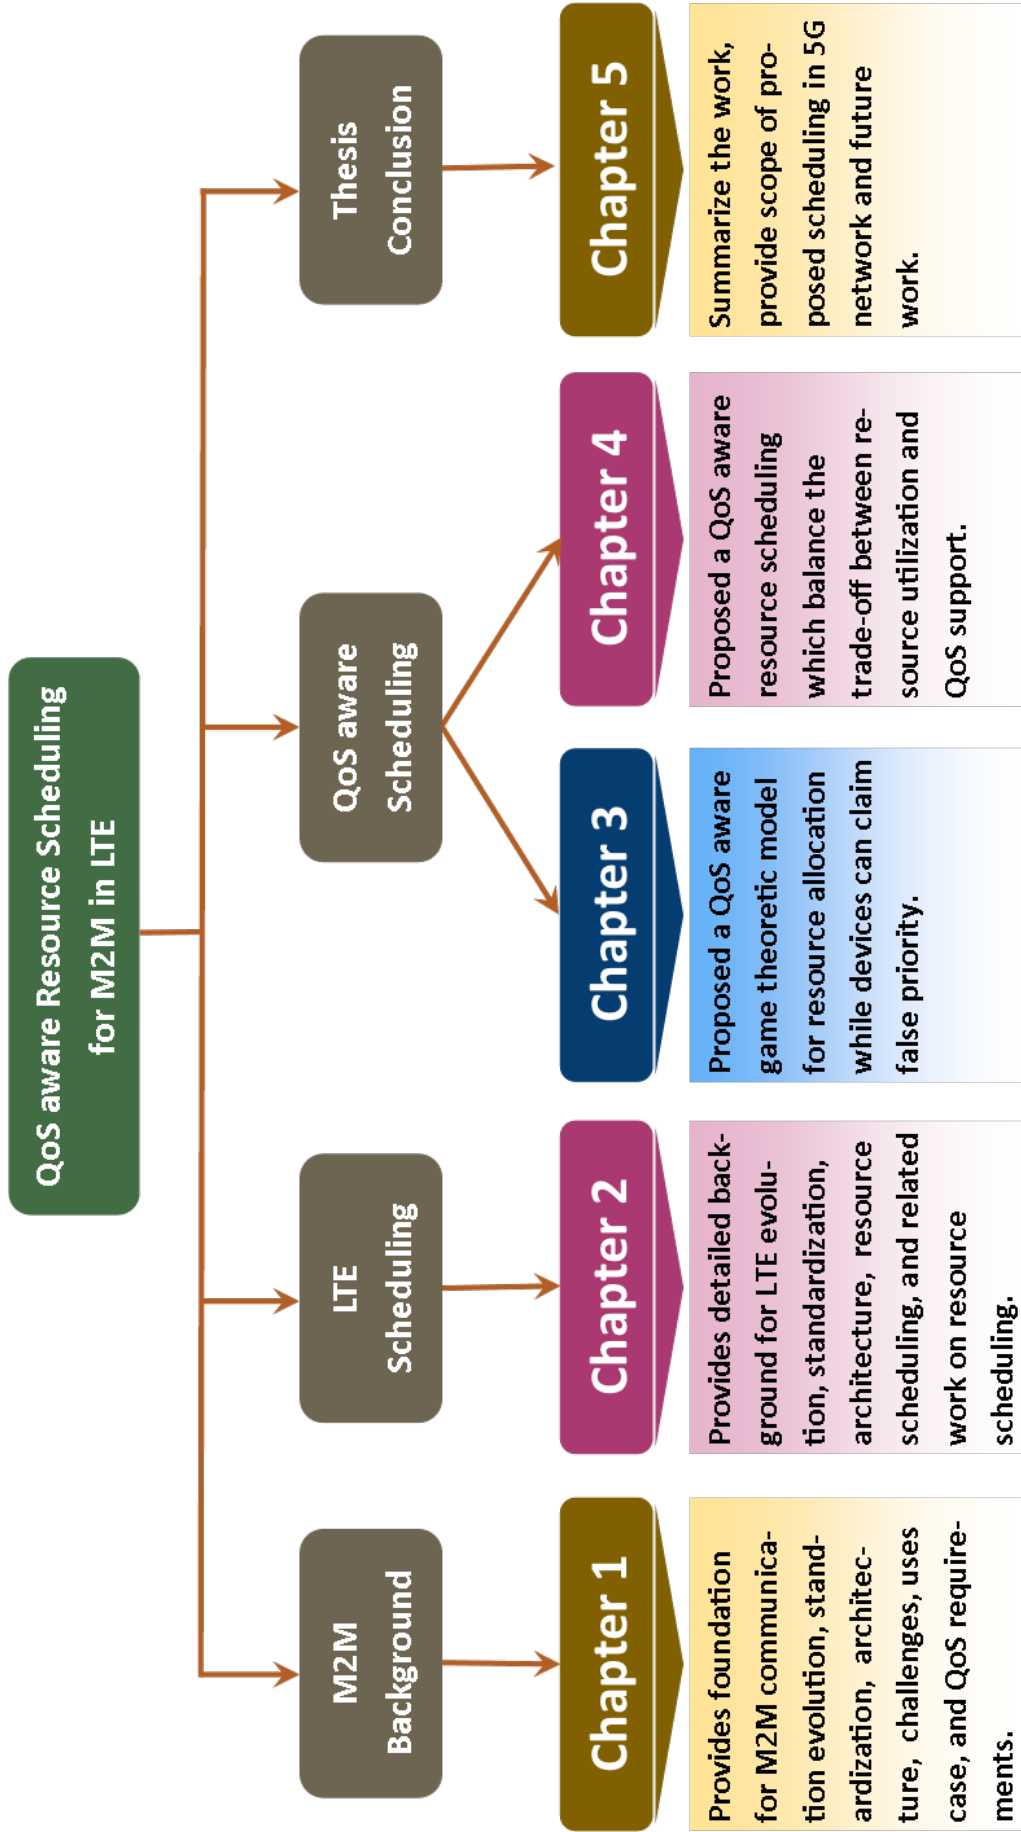 QoS aware Resource Scheduling
for M2M in LTE
M2M
Background
LTE
Scheduling
QoS aware
Scheduling
Thesis
Conclusion
Chapter 1
Chapter 2
Chapter 3
Chapter 4
Chapter 5
Provides foundation
for M2M communica-
tion evolution, stand-
ardization, architec-
ture, challenges, uses
case, and QoS require-
ments.
Provides detailed back-
ground for LTE evolu-
tion, standardization,
architecture, resource
scheduling, and related
work on resource
scheduling.
Proposed a QoS aware
game theoretic model
for resource allocation
while devices can claim
false priority.
Proposed a QoS aware
resource scheduling
which balance the
trade-off between re-
source utilization and
QoS support.
Summarize the work,
provide scope of pro-
posed scheduling in 5G
network and future
work.